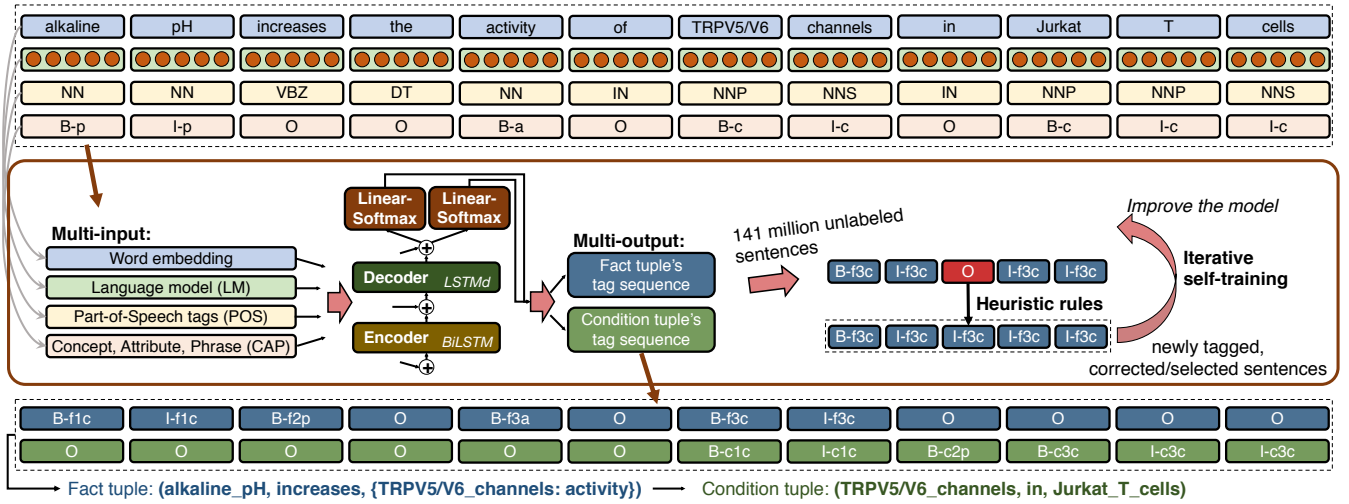 alkaline pH increases the activity of TRPV5/V6 channels in Jurkat T cells
NN NN VBZ DT NN IN NNP NNS IN NNP NNP NNS
B-p I-p O O B-a O B-c I-c O B-c I-c I-c
Multi-input:
Word embedding
Language model (LM)
Part-of-Speech tags (POS)
Concept, Attribute, Phrase (CAP)
Linear-
Softmax
Linear-
Softmax
Decoder LSTMd
Encoder BiLSTM
Multi-output:
Fact tuple's
tag sequence
Condition tuple's
tag sequence
141 million unlabeled
sentences
B-f3c I-f3c O I-f3c I-f3c
Heuristic rules
B-f3c I-f3c I-f3c I-f3c I-f3c
Improve the model
Iterative
self-training
newly tagged,
corrected/selected sentences
B-f1c I-f1c B-f2p O B-f3a O B-f3c I-f3c O O O O
O O O O O O B-c1c I-c1c B-c2p B-c3c I-c3c I-c3c
Fact tuple: (alkaline_pH, increases, {TRPV5/V6_channels: activity}) Condition tuple: (TRPV5/V6_channels, in, Jurkat_T_cells)